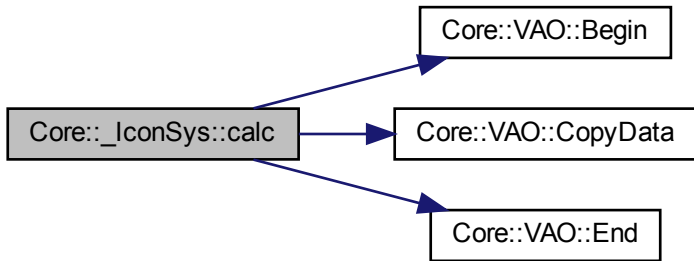 Core::VAO::Begin
Core::_IconSys::calc
Core::VAO::CopyData
Core::VAO::End